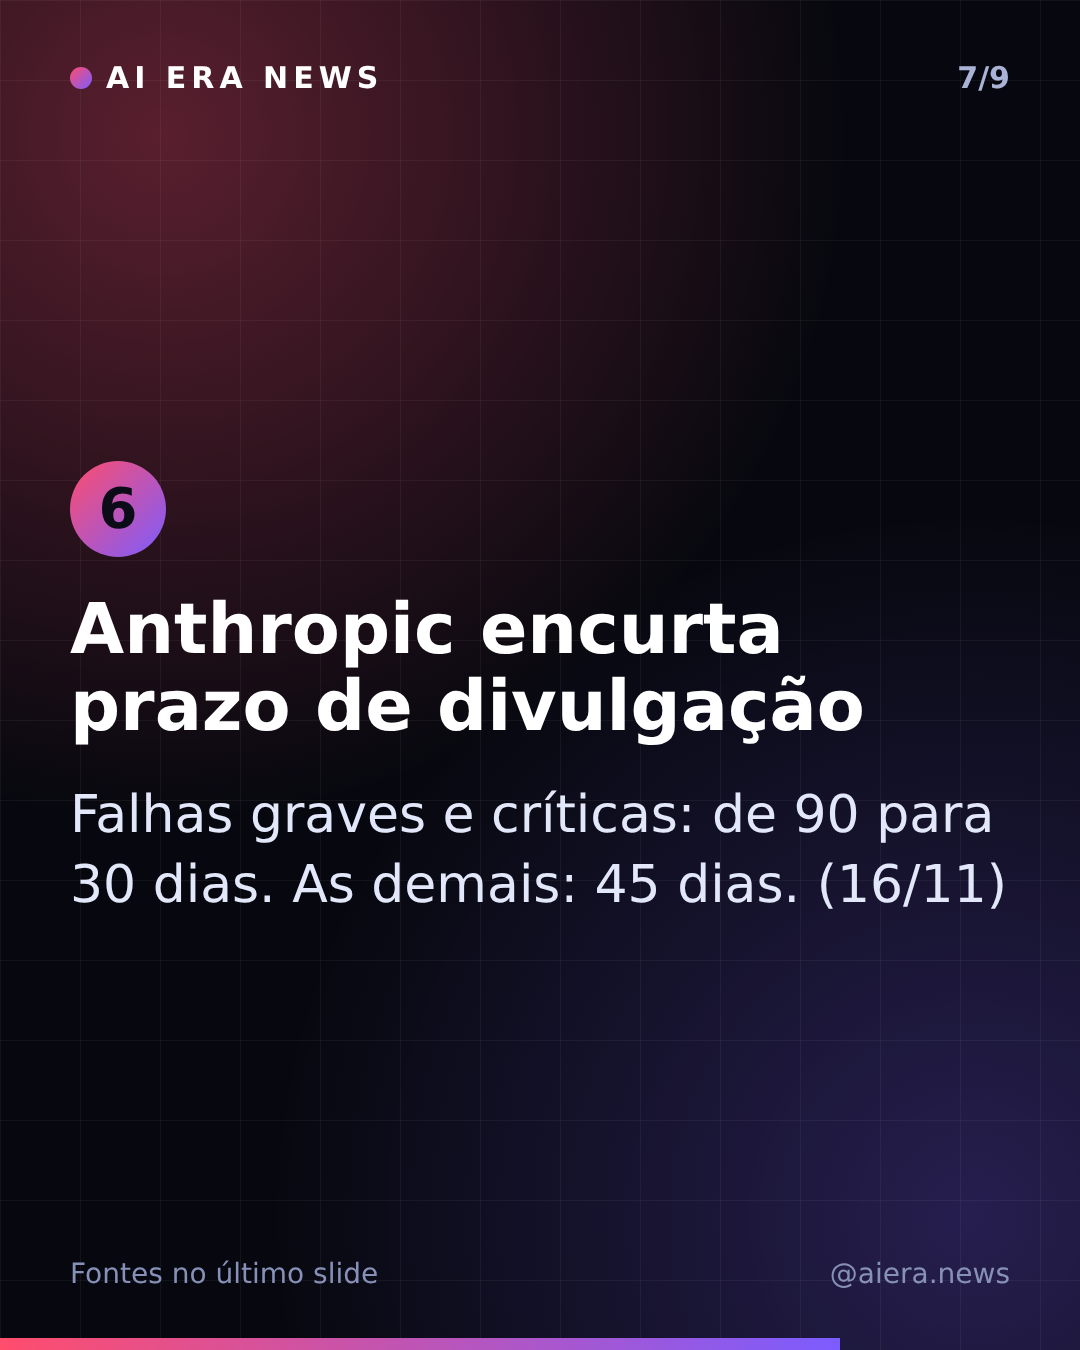 AI ERA NEWS
7/9
6
Anthropic encurta
prazo de divulgação
Falhas graves e críticas: de 90 para
30 dias. As demais: 45 dias. (16/11)
Fontes no último slide
@aiera.news